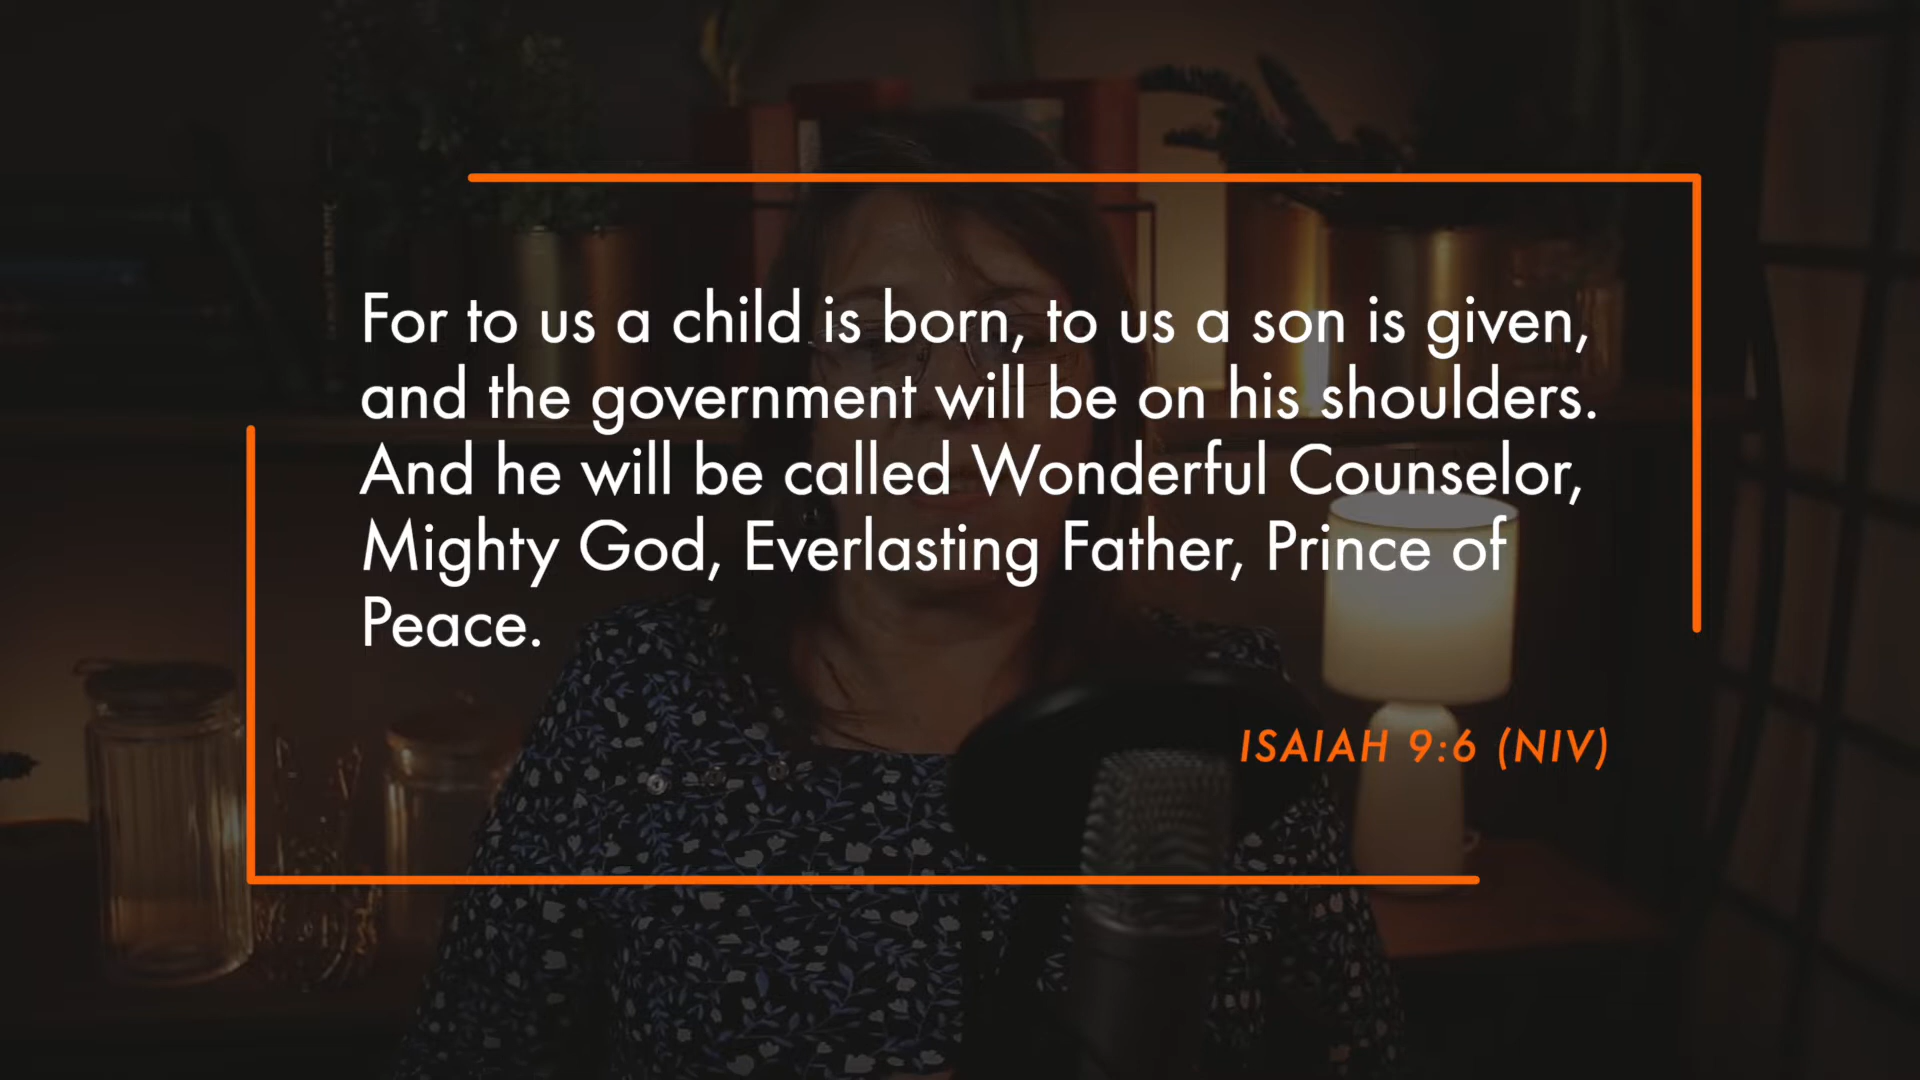 For to us a child is born, to us a son is given,
and the government will be on his shoulders.
And he will be called Wonderful Counselor,
Mighty God, Everlasting Father, Prince of
Peace.
ISAIAH 9:6 (NIV)